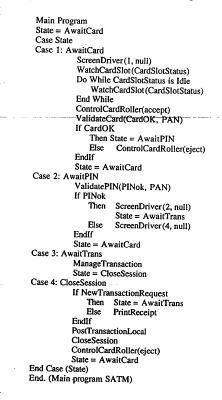 Main Program
State = AwaitCard
Case State
Case 1: AwaitCard
ScreenDriver(1, null)
WatchCardSlot(CardSlotStatus)
Do While CardSlotStatus is Idle
WatchCardSlot(CardSlotStatus)
End While
ControlCardRoller(accept)
ValidateCard(CardOK, PAN)
If CardOK
Then State = AwaitPIN
Else ControlCardRoller(eject)
EndIf
State = AwaitCard
Case 2: AwaitPIN
ValidatePIN(PINok, PAN)
If PINok
Then ScreenDriver(2, null)
State = AwaitTrans
Else ScreenDriver(4, null)
EndIf
State = AwaitCard
Case 3: AwaitTrans
ManageTransaction
State = CloseSession
Case 4: CloseSession
If NewTransactionRequest
Then State = AwaitTrans
Else PrintReceipt
EndIf
PostTransactionLocal
CloseSession
ControlCardRoller(eject)
State = AwaitCard
End Case (State)
End. (Main program SATM)